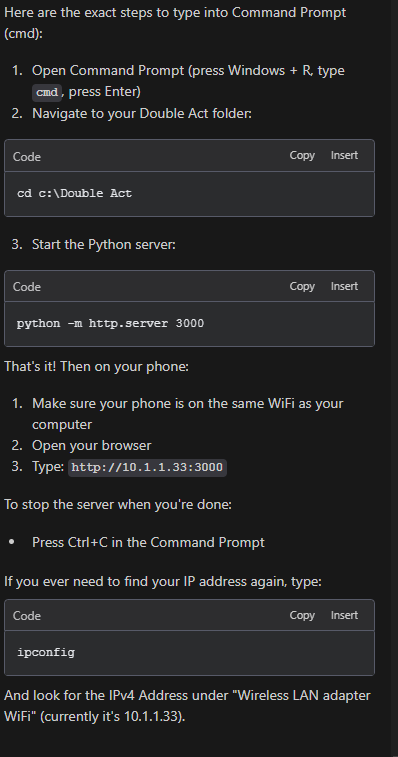 Here are the exact steps to type into Command Prompt
(cmd):
1. Open Command Prompt (press Windows + R, type
cmd, press Enter)
2. Navigate to your Double Act folder:
Code Copy Insert
cd c:\Double Act
3. Start the Python server:
Code Copy Insert
python -m http.server 3000
That's it! Then on your phone:
1. Make sure your phone is on the same WiFi as your
computer
2. Open your browser
3. Type: http://10.1.1.33:3000
To stop the server when you're done:
• Press Ctrl+C in the Command Prompt
If you ever need to find your IP address again, type:
Code Copy Insert
ipconfig
And look for the IPv4 Address under "Wireless LAN adapter
WiFi" (currently it's 10.1.1.33).